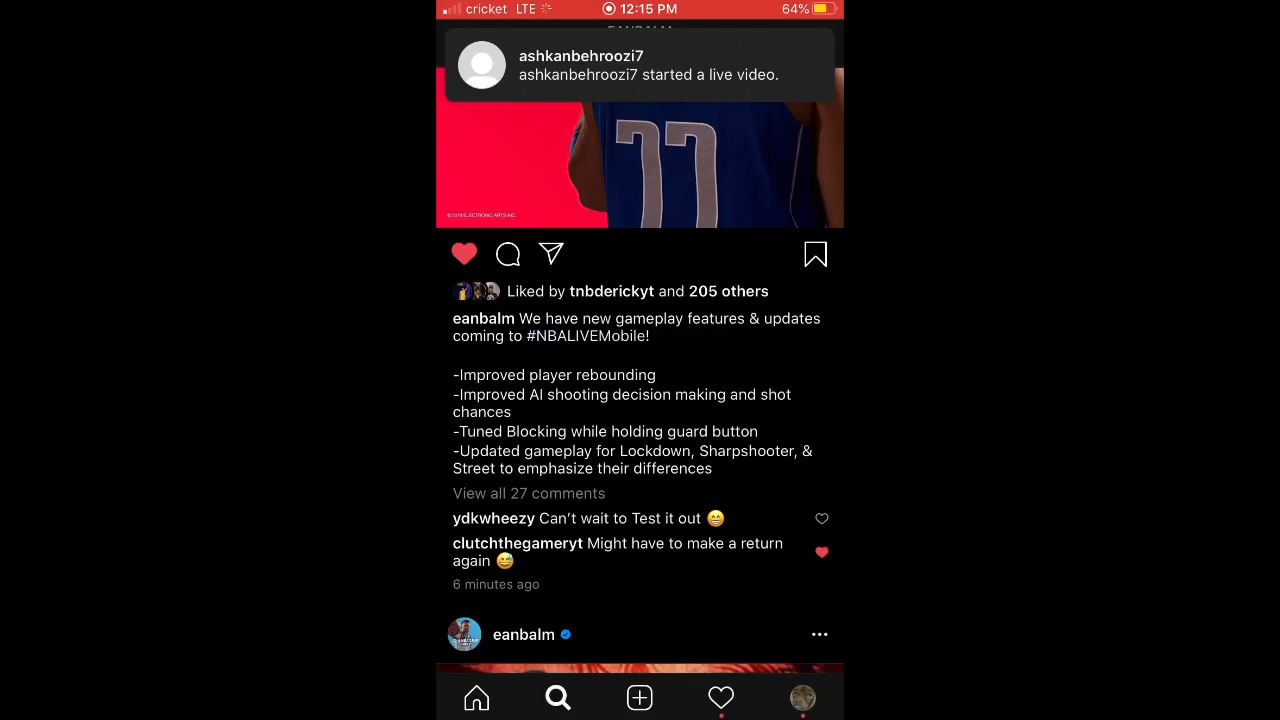 cricket LTE 12:15 PM 64%
ashkanbehroozi7
ashkanbehroozi7 started a live video.
77
©2019 ELECTRONIC ARTS INC.
Liked by tnbderickyt and 205 others
eanbalm We have new gameplay features & updates
coming to #NBALIVEMobile!
-Improved player rebounding
-Improved AI shooting decision making and shot
chances
-Tuned Blocking while holding guard button
-Updated gameplay for Lockdown, Sharpshooter, &
Street to emphasize their differences
View all 27 comments
ydkwheezy Can’t wait to Test it out 😁
clutchthegameryt Might have to make a return
again 😅
6 minutes ago
eanbalm